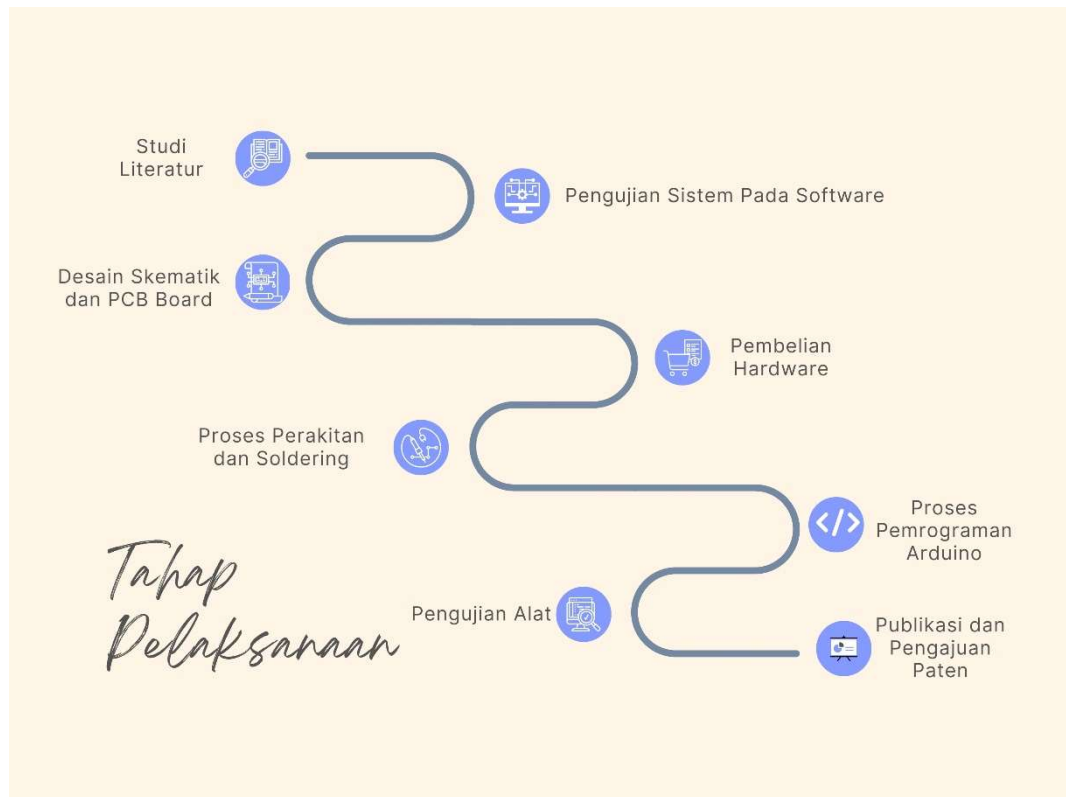 Studi
Literatur
Pengujian Sistem Pada Software
Desain Skematik
dan PCB Board
Pembelian
Hardware
Proses Perakitan
dan Soldering
</>
Proses
Pemrograman
Arduino
Pengujian Alat
Publikasi dan
Pengajuan
Paten
Tahap
Pelaksanaan